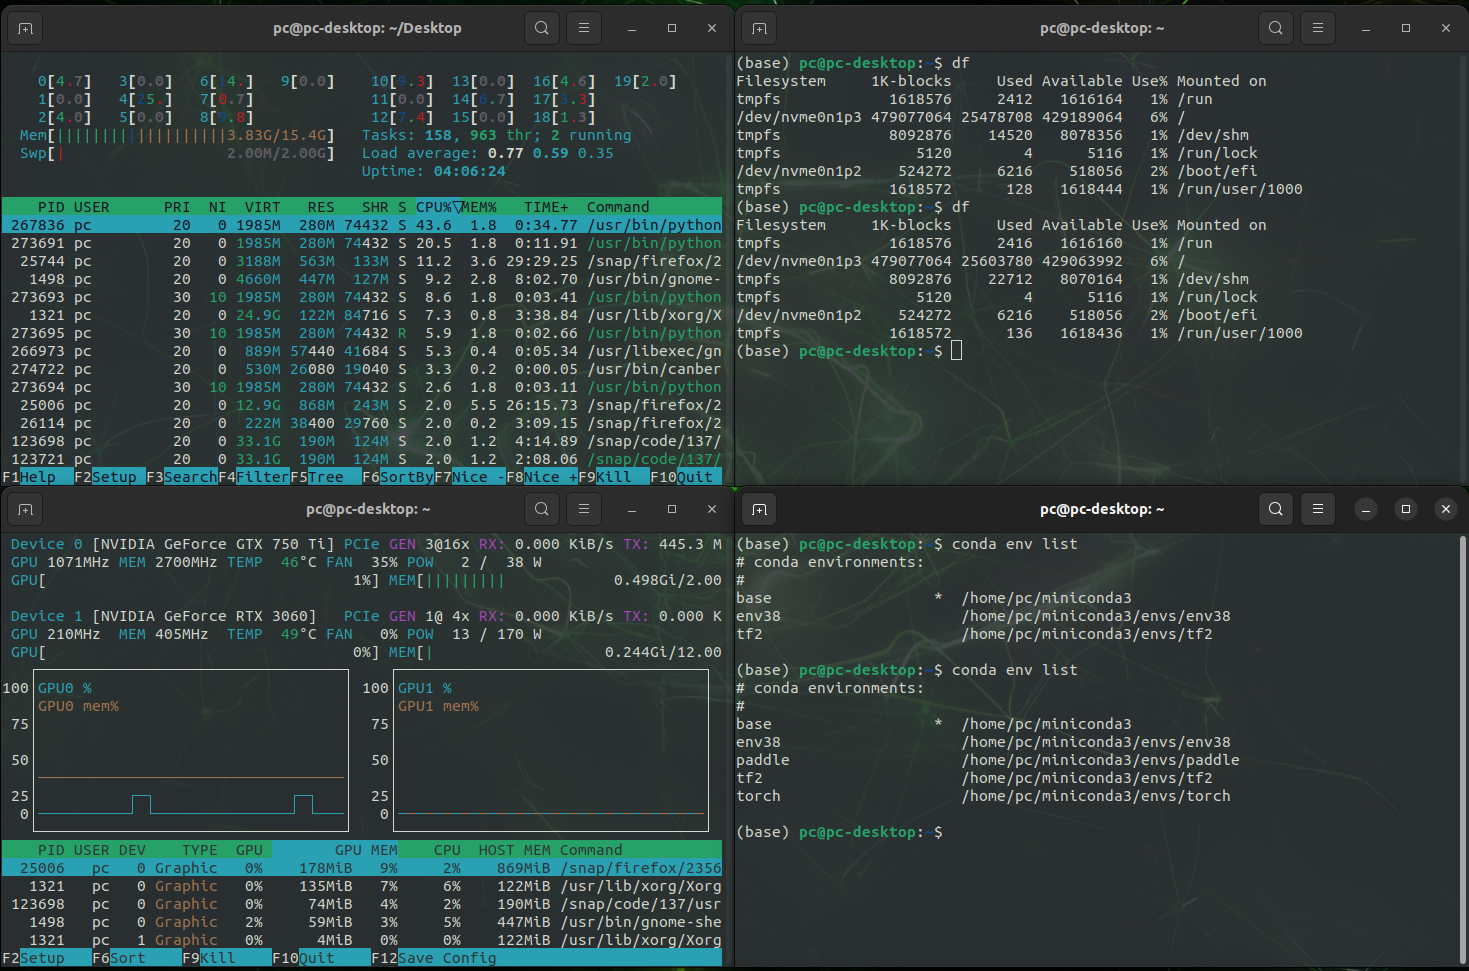 pc@pc-desktop: ~/Desktop
0[4.7] 3[0.0] 6[14.] 9[0.0] 10[9.3] 13[0.0] 16[4.6] 19[2.0]
1[0.0] 4[25.] 7[0.7] 11[0.0] 14[6.7] 17[3.3]
2[4.0] 5[0.0] 8[9.8] 12[7.4] 15[0.0] 18[1.3]
Mem[|||||||||||||||||||3.83G/15.4G] Tasks: 158, 963 thr; 2 running
Swp[| 2.00M/2.00G] Load average: 0.77 0.59 0.35
Uptime: 04:06:24
PID USER PRI NI VIRT RES SHR S CPU%▽MEM% TIME+ Command
267836 pc 20 0 1985M 280M 74432 S 43.6 1.8 0:34.77 /usr/bin/python
273691 pc 20 0 1985M 280M 74432 S 20.5 1.8 0:11.91 /usr/bin/python
25744 pc 20 0 3188M 563M 133M S 11.2 3.6 29:29.25 /snap/firefox/2
1498 pc 20 0 4660M 447M 127M S 9.2 2.8 8:02.70 /usr/bin/gnome-
273693 pc 30 10 1985M 280M 74432 S 8.6 1.8 0:03.41 /usr/bin/python
1321 pc 20 0 24.9G 122M 84716 S 7.3 0.8 3:38.84 /usr/lib/xorg/X
273695 pc 30 10 1985M 280M 74432 R 5.9 1.8 0:02.66 /usr/bin/python
266973 pc 20 0 889M 57440 41684 S 5.3 0.4 0:05.34 /usr/libexec/gn
274722 pc 20 0 530M 26080 19040 S 3.3 0.2 0:00.05 /usr/bin/canber
273694 pc 30 10 1985M 280M 74432 S 2.6 1.8 0:03.11 /usr/bin/python
25006 pc 20 0 12.9G 868M 243M S 2.0 5.5 26:15.73 /snap/firefox/2
26114 pc 20 0 222M 38400 29760 S 2.0 0.2 3:09.15 /snap/firefox/2
123698 pc 20 0 33.1G 190M 124M S 2.0 1.2 4:14.89 /snap/code/137/
123721 pc 20 0 33.1G 190M 124M S 2.0 1.2 2:08.06 /snap/code/137/
F1Help F2Setup F3SearchF4FilterF5Tree F6SortByF7Nice -F8Nice +F9Kill F10Quit
pc@pc-desktop: ~
(base) pc@pc-desktop:~$ df
Filesystem 1K-blocks Used Available Use% Mounted on
tmpfs 1618576 2412 1616164 1% /run
/dev/nvme0n1p3 479077064 25478708 429189064 6% /
tmpfs 8092876 14520 8078356 1% /dev/shm
tmpfs 5120 4 5116 1% /run/lock
/dev/nvme0n1p2 524272 6216 518056 2% /boot/efi
tmpfs 1618572 128 1618444 1% /run/user/1000
(base) pc@pc-desktop:~$ df
Filesystem 1K-blocks Used Available Use% Mounted on
tmpfs 1618576 2416 1616160 1% /run
/dev/nvme0n1p3 479077064 25603780 429063992 6% /
tmpfs 8092876 22712 8070164 1% /dev/shm
tmpfs 5120 4 5116 1% /run/lock
/dev/nvme0n1p2 524272 6216 518056 2% /boot/efi
tmpfs 1618572 136 1618436 1% /run/user/1000
(base) pc@pc-desktop:~$
pc@pc-desktop: ~
Device 0 [NVIDIA GeForce GTX 750 Ti] PCIe GEN 3@16x RX: 0.000 KiB/s TX: 445.3 M
GPU 1071MHz MEM 2700MHz TEMP 46°C FAN 35% POW 2 / 38 W
GPU[ 1%] MEM[||||||||| 0.498Gi/2.00
Device 1 [NVIDIA GeForce RTX 3060] PCIe GEN 1@ 4x RX: 0.000 KiB/s TX: 0.000 K
GPU 210MHz MEM 405MHz TEMP 49°C FAN 0% POW 13 / 170 W
GPU[ 0%] MEM[| 0.244Gi/12.00
100 GPU0 % 100 GPU1 %
GPU0 mem% GPU1 mem%
75 75
50 50
25 25
0 0
PID USER DEV TYPE GPU GPU MEM CPU HOST MEM Command
25006 pc 0 Graphic 0% 178MiB 9% 2% 869MiB /snap/firefox/2356
1321 pc 0 Graphic 0% 135MiB 7% 6% 122MiB /usr/lib/xorg/Xorg
123698 pc 0 Graphic 0% 74MiB 4% 2% 190MiB /snap/code/137/usr
1498 pc 0 Graphic 2% 59MiB 3% 5% 447MiB /usr/bin/gnome-she
1321 pc 1 Graphic 0% 4MiB 0% 0% 122MiB /usr/lib/xorg/Xorg
F2Setup F6Sort F9Kill F10Quit F12Save Config
pc@pc-desktop: ~
(base) pc@pc-desktop:~$ conda env list
# conda environments:
#
base * /home/pc/miniconda3
env38 /home/pc/miniconda3/envs/env38
tf2 /home/pc/miniconda3/envs/tf2
(base) pc@pc-desktop:~$ conda env list
# conda environments:
#
base * /home/pc/miniconda3
env38 /home/pc/miniconda3/envs/env38
paddle /home/pc/miniconda3/envs/paddle
tf2 /home/pc/miniconda3/envs/tf2
torch /home/pc/miniconda3/envs/torch
(base) pc@pc-desktop:~$